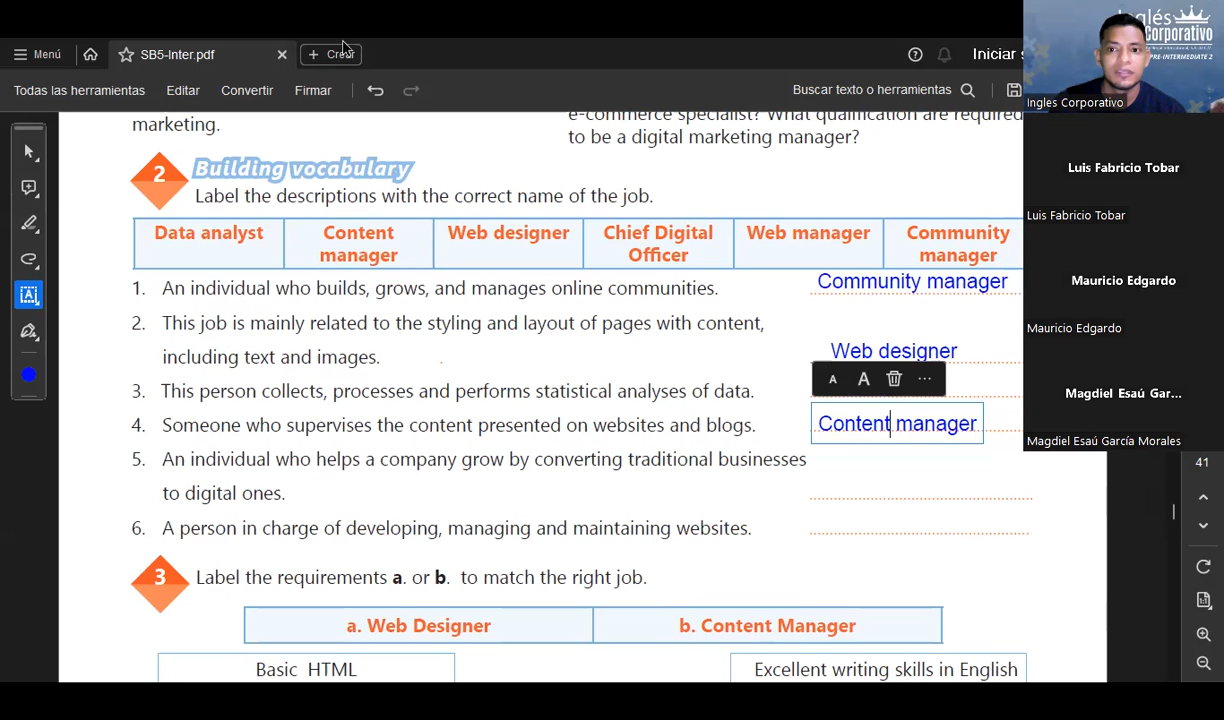 Menú
SB5-Inter.pdf
Crear
Iniciar s
Todas las herramientas
Editar
Convertir
Firmar
Buscar texto o herramientas
Inglés
Corporativo
PRE-INTERMEDIATE 2
Ingles Corporativo
marketing.
e-commerce specialist? What qualification are required
to be a digital marketing manager?
2 Building vocabulary
Label the descriptions with the correct name of the job.
Data analyst
Content manager
Web designer
Chief Digital Officer
Web manager
Community manager
1. An individual who builds, grows, and manages online communities. Community manager
2. This job is mainly related to the styling and layout of pages with content,
including text and images. Web designer
3. This person collects, processes and performs statistical analyses of data.
A A
4. Someone who supervises the content presented on websites and blogs. Content manager
5. An individual who helps a company grow by converting traditional businesses
to digital ones.
6. A person in charge of developing, managing and maintaining websites.
3 Label the requirements a. or b. to match the right job.
a. Web Designer
b. Content Manager
Basic HTML
Excellent writing skills in English
Luis Fabricio Tobar
Luis Fabricio Tobar
Mauricio Edgardo
Mauricio Edgardo
Magdiel Esaú Gar...
Magdiel Esaú García Morales
41